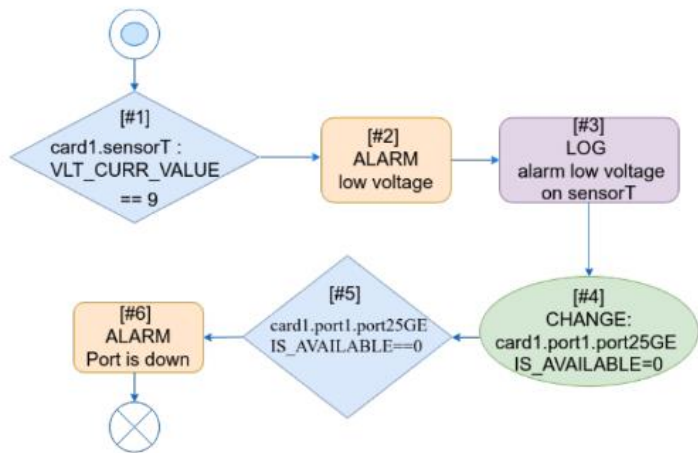 [#1]
card1.sensorT :
VLT_CURR_VALUE
== 9
[#2]
ALARM
low voltage
[#3]
LOG
alarm low voltage
on sensorT
[#4]
CHANGE:
card1.port1.port25GE
IS_AVAILABLE=0
[#5]
card1.port1.port25GE
IS_AVAILABLE==0
[#6]
ALARM
Port is down